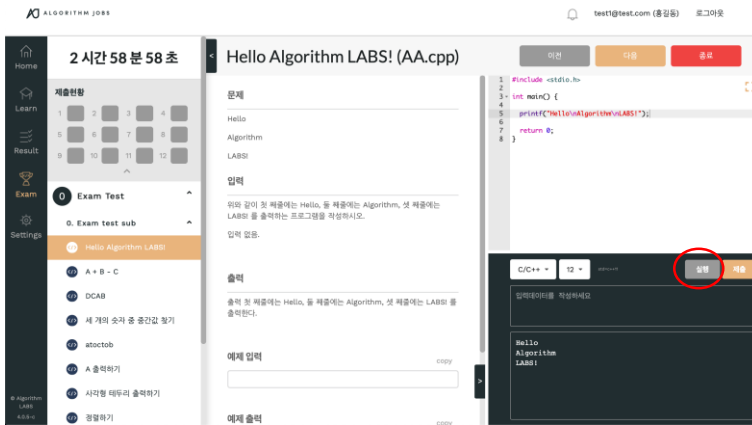 ALGORITHM JOBS
test1@test.com (홍길동)
로그아웃
Home
Learn
Result
Exam
Settings
© Algorithm
LABS
2 시간 58 분 58 초
제출현황
1 2 3 4
5 6 7 8
9 10 11 12
0 Exam Test
0. Exam test sub
Hello Algorithm LABS!
A + B - C
DCAB
세 개의 숫자 중 중간값 찾기
atoctob
A 출력하기
사각형 테두리 출력하기
정렬하기
<
Hello Algorithm LABS! (AA.cpp)
이전
다음
종료
문제
Hello
Algorithm
LABS!
입력
위와 같이 첫 째줄에는 Hello, 둘 째줄에는 Algorithm, 셋 째줄에는
LABS! 를 출력하는 프로그램을 작성하시오.
입력 없음.
출력
출력 첫 째줄에는 Hello, 둘 째줄에는 Algorithm, 셋 째줄에는 LABS! 를
출력한다.
예제 입력
copy
예제 출력
copy
>
1 #include <stdio.h>
2
3 int main() {
4
5 printf("Hello\nAlgorithm\nLABS!");
6
7 return 0;
8 }
C/C++
12
실행
제출
입력데이터를 작성하세요
Hello
Algorithm
LABS!